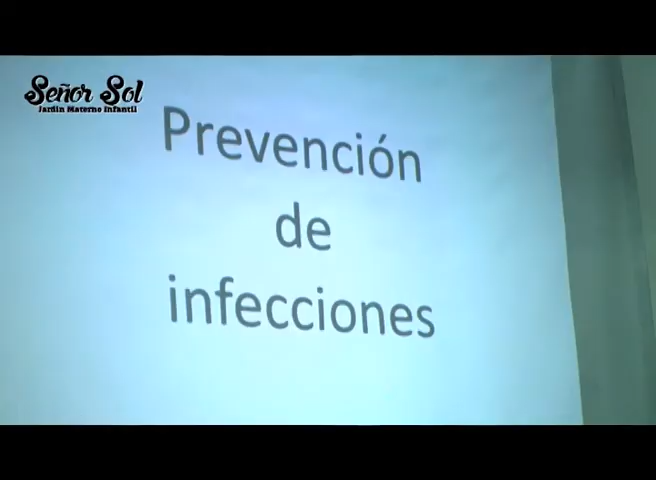 Señor Sol
Jardín Materno Infantil
Prevención
de
infecciones